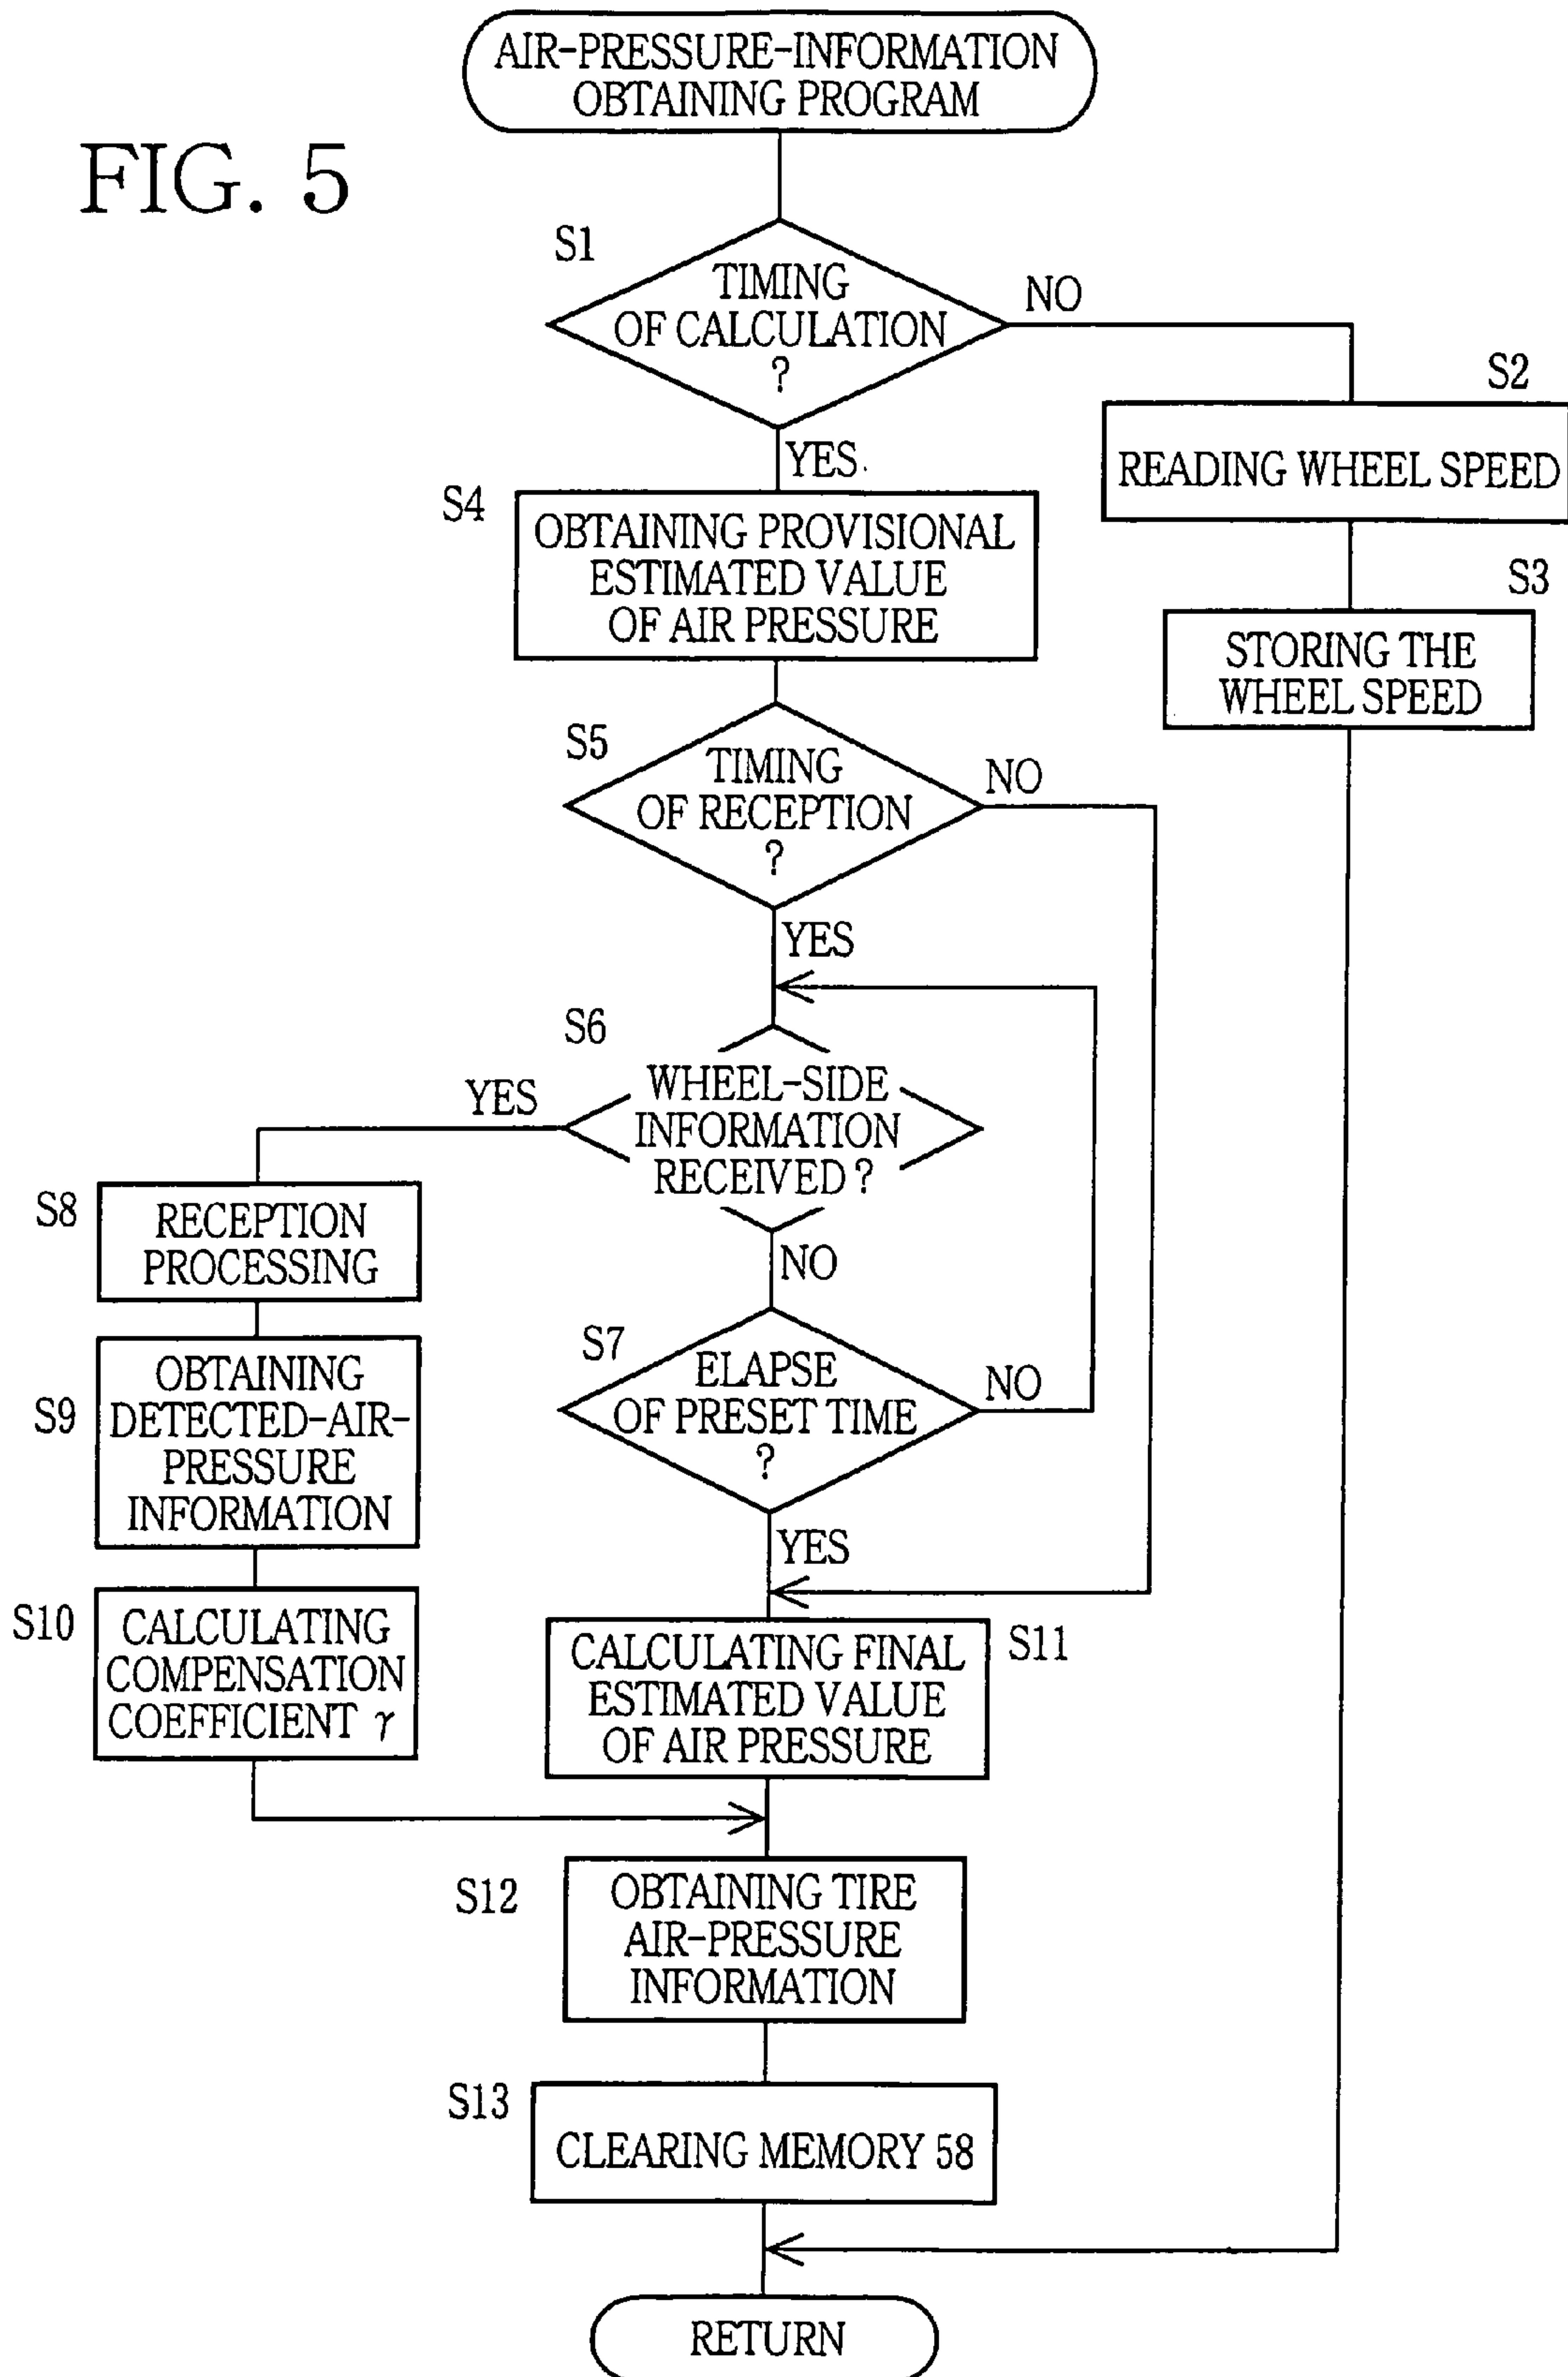 AIR-PRESSURE-INFORMATION
OBTAINING PROGRAM
FIG. 5
S1
TIMING
OF CALCULATION
?
NO
YES
S2
READING WHEEL SPEED
S3
STORING THE
WHEEL SPEED
S4
OBTAINING PROVISIONAL
ESTIMATED VALUE
OF AIR PRESSURE
S5
TIMING
OF RECEPTION
?
NO
YES
S6
WHEEL-SIDE
INFORMATION
RECEIVED ?
YES
NO
S8
RECEPTION
PROCESSING
S7
ELAPSE
OF PRESET TIME
?
NO
YES
S9
OBTAINING
DETECTED-AIR-
PRESSURE
INFORMATION
S10
CALCULATING
COMPENSATION
COEFFICIENT γ
S11
CALCULATING FINAL
ESTIMATED VALUE
OF AIR PRESSURE
S12
OBTAINING TIRE
AIR-PRESSURE
INFORMATION
S13
CLEARING MEMORY 58
RETURN